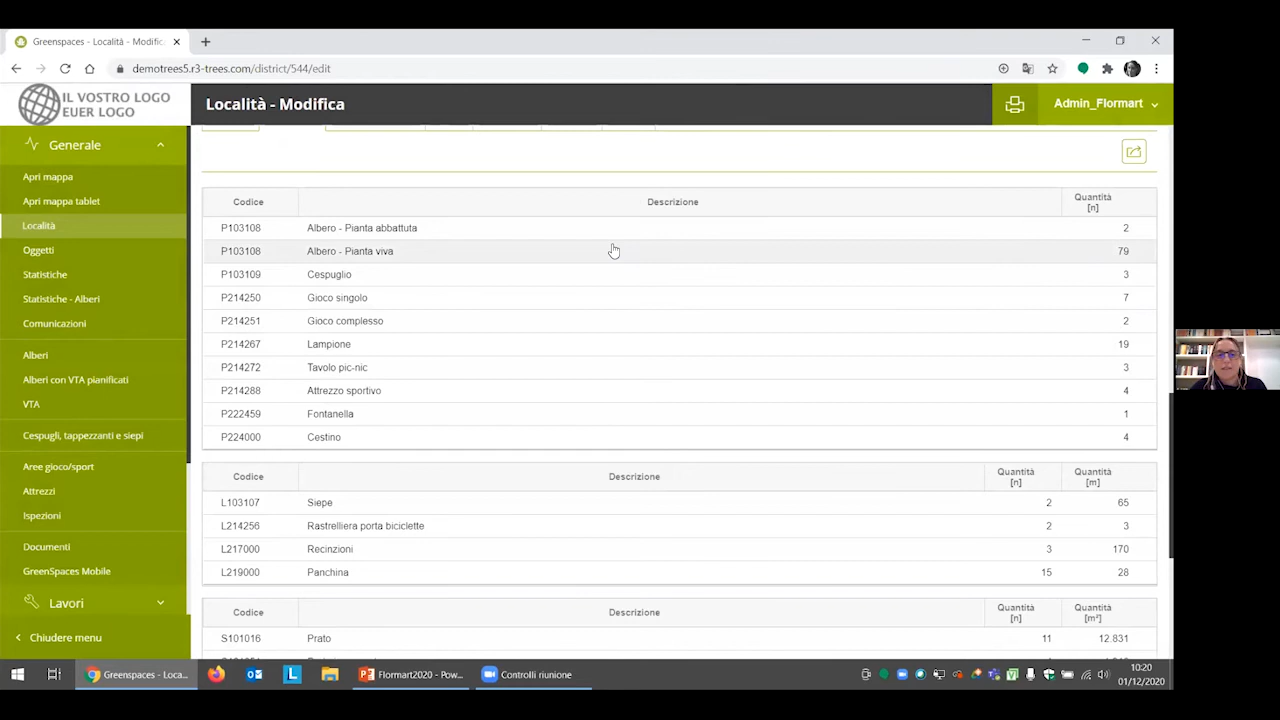 Greenspaces - Località - Modific
demotrees5.r3-trees.com/district/544/edit
IL VOSTRO LOGO
EUER LOGO
Località - Modifica
Admin_Flormart
Generale
Apri mappa
Apri mappa tablet
Località
Oggetti
Statistiche
Statistiche - Alberi
Comunicazioni
Alberi
Alberi con VTA pianificati
VTA
Cespugli, tappezzanti e siepi
Aree gioco/sport
Attrezzi
Ispezioni
Documenti
GreenSpaces Mobile
Lavori
Chiudere menu
Codice Descrizione Quantità [n]
P103108 Albero - Pianta abbattuta 2
P103108 Albero - Pianta viva 79
P103109 Cespuglio 3
P214250 Gioco singolo 7
P214251 Gioco complesso 2
P214267 Lampione 19
P214272 Tavolo pic-nic 3
P214288 Attrezzo sportivo 4
P222459 Fontanella 1
P224000 Cestino 4
Codice Descrizione Quantità [n] Quantità [m]
L103107 Siepe 2 65
L214256 Rastrelliera porta biciclette 2 3
L217000 Recinzioni 3 170
L219000 Panchina 15 28
Codice Descrizione Quantità [n] Quantità [m²]
S101016 Prato 11 12.831
Greenspaces - Loca...
Flormart2020 - Pow...
Controlli riunione
10:20
01/12/2020